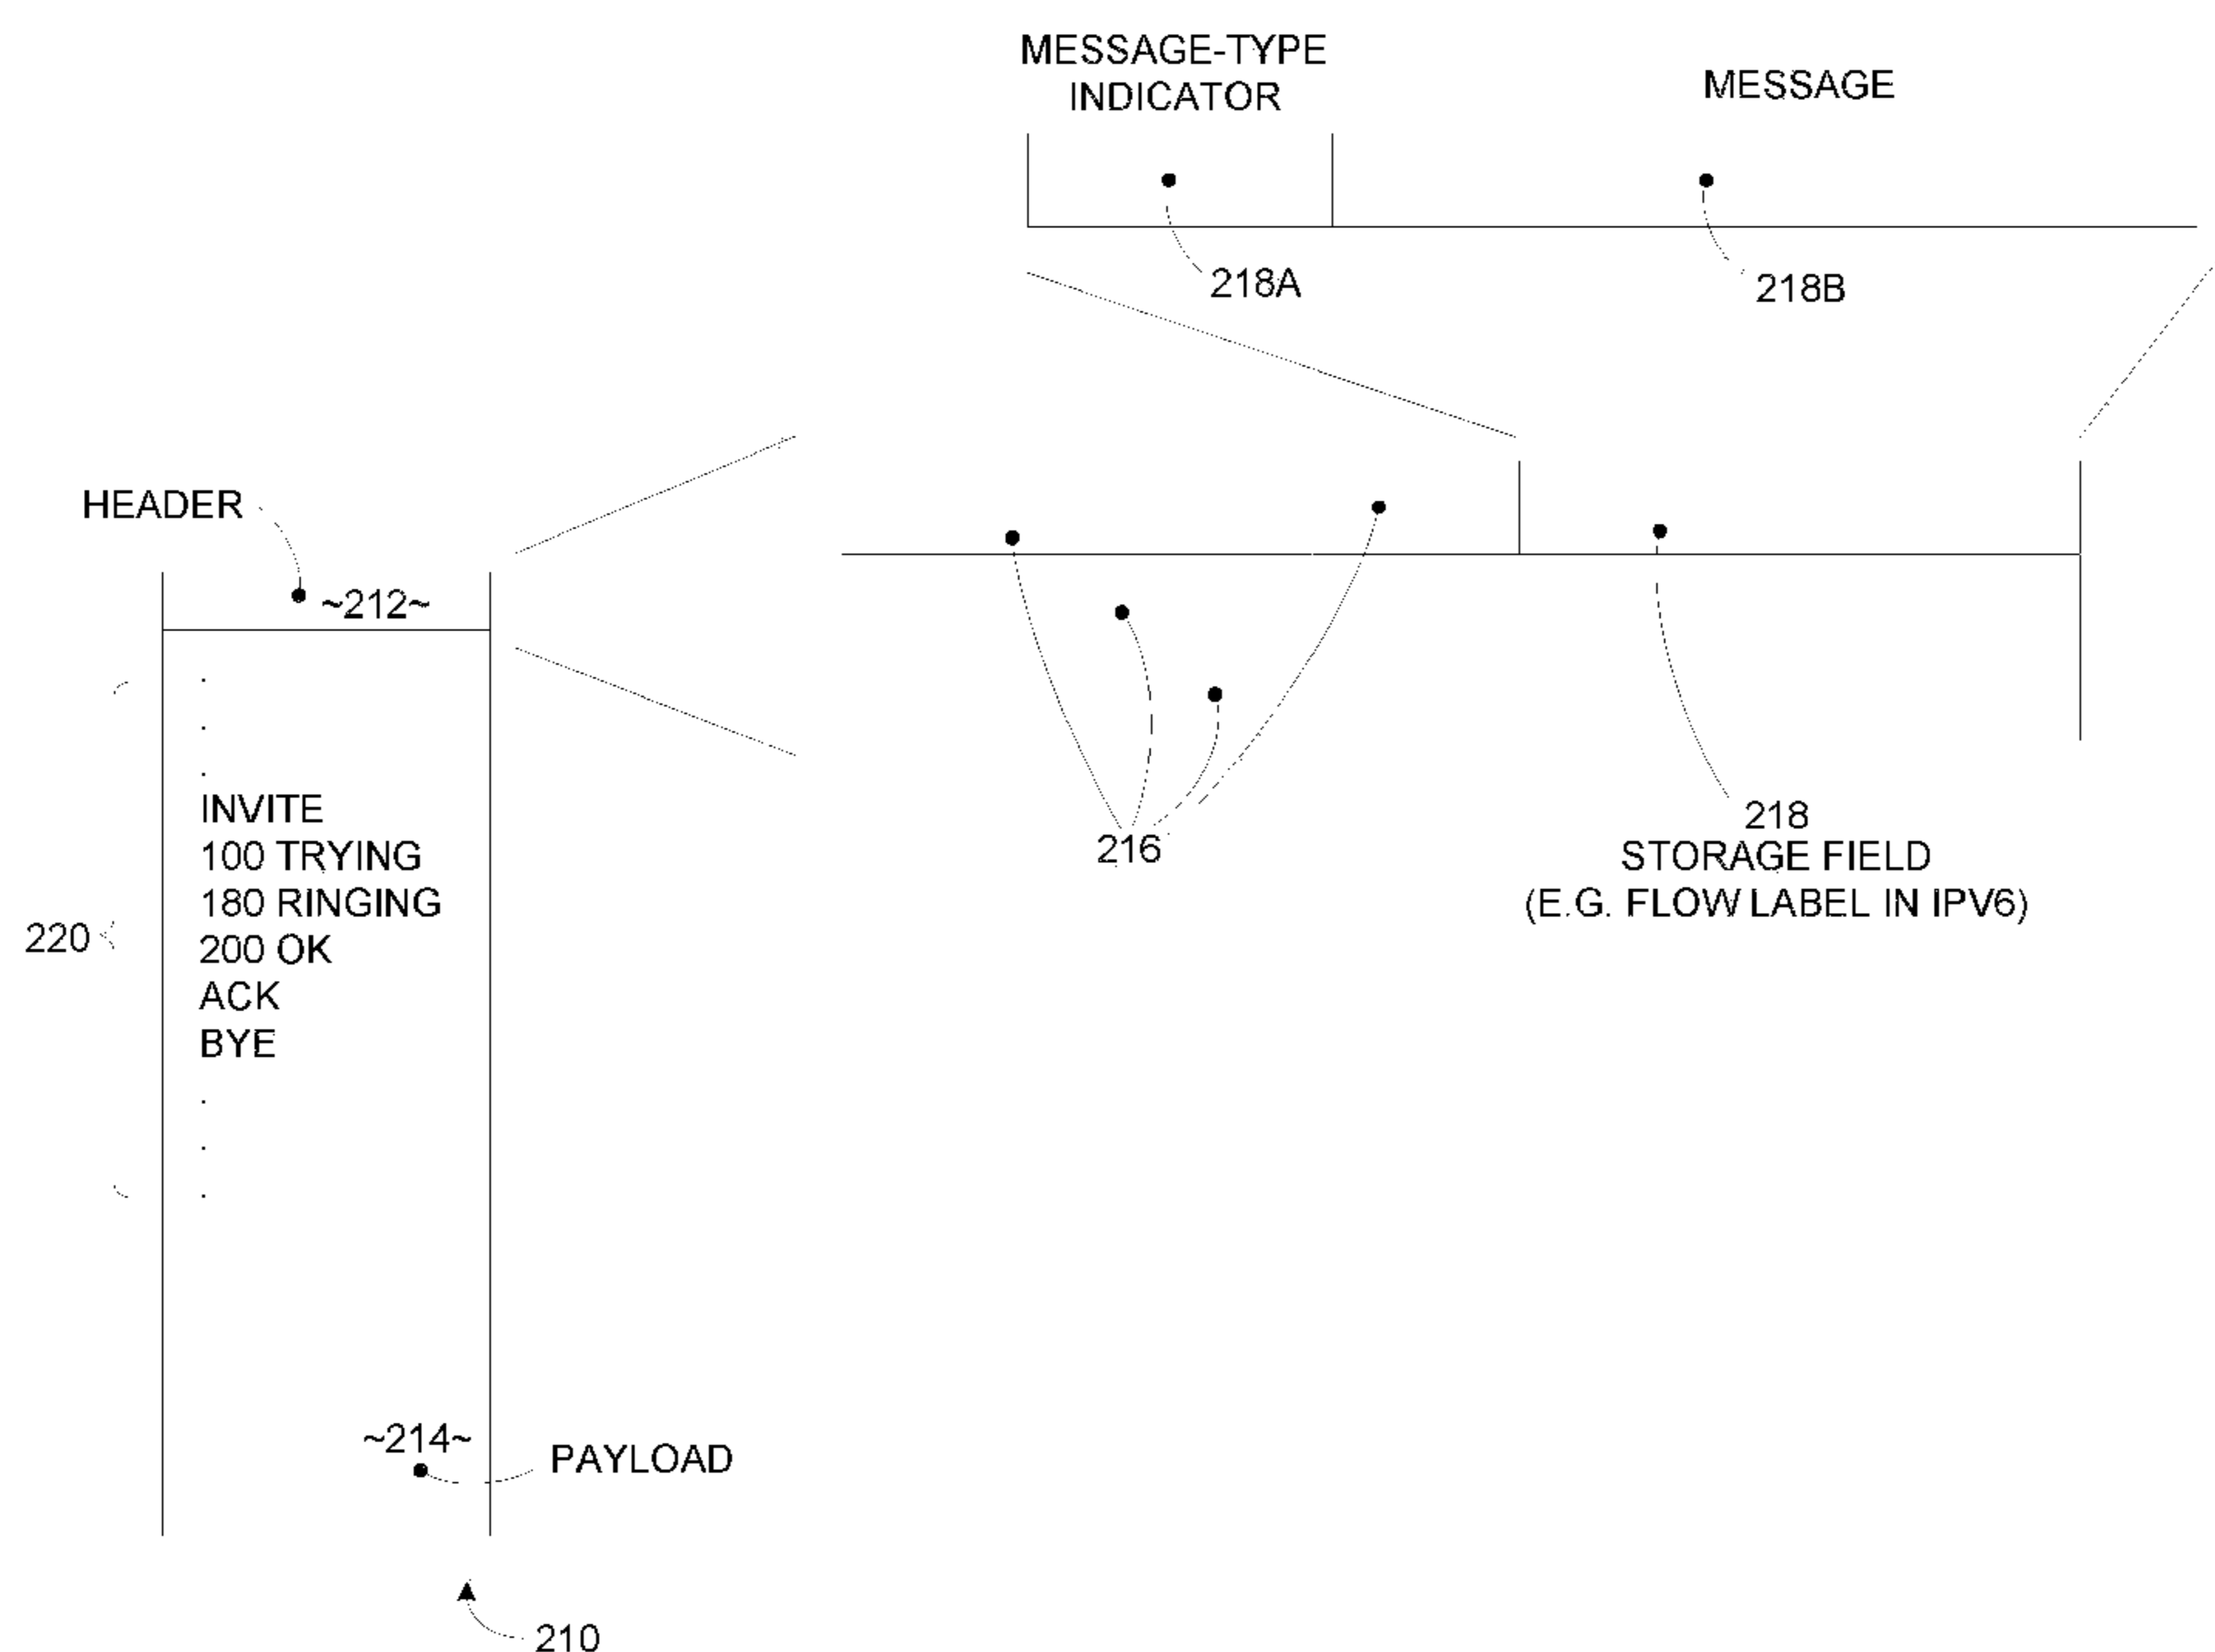 MESSAGE-TYPE
INDICATOR
MESSAGE
218A
218B
HEADER
~212~
INVITE
100 TRYING
180 RINGING
200 OK
ACK
BYE
220
216
218
STORAGE FIELD
(E.G. FLOW LABEL IN IPV6)
~214~
PAYLOAD
210